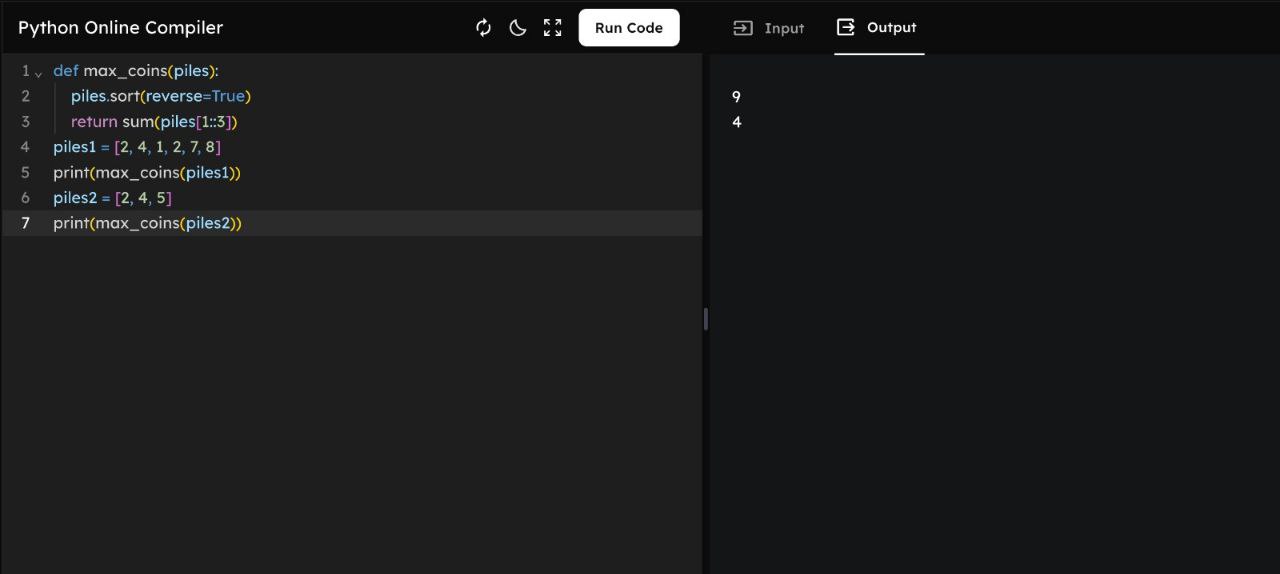 Python Online Compiler
Run Code
Input
Output
1 def max_coins(piles):
2 piles.sort(reverse=True)
3 return sum(piles[1::3])
4 piles1 = [2, 4, 1, 2, 7, 8]
5 print(max_coins(piles1))
6 piles2 = [2, 4, 5]
7 print(max_coins(piles2))
9
4